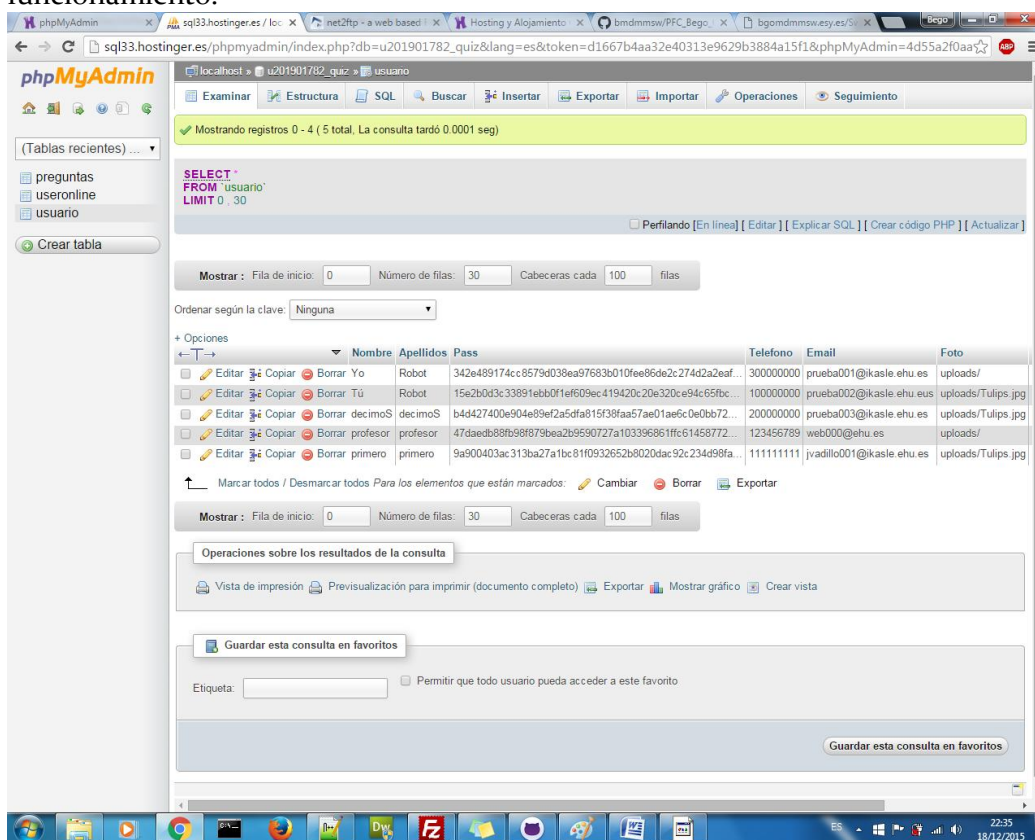 funcionamiento.
phpMyAdmin
sql33.hostinger.es / loc
net2ftp - a web based
Hosting y Alojamiento
bmdmmsw/PFC_Bego_
bgomdmmsw.esy.es/S
Bego
sql33.hostinger.es/phpmyadmin/index.php?db=u201901782_quiz&lang=es&token=d1667b4aa32e40313e9629b3884a15f1&phpMyAdmin=4d55a2f0aa
ABP
phpMyAdmin
localhost » u201901782_quiz » usuario
Examinar Estructura SQL Buscar Insertar Exportar Importar Operaciones Seguimiento
(Tablas recientes) ...
preguntas
useronline
usuario
Crear tabla
Mostrando registros 0 - 4 ( 5 total, La consulta tardó 0.0001 seg)
SELECT *
FROM `usuario`
LIMIT 0 , 30
Perfilando [En línea] [ Editar ] [ Explicar SQL ] [ Crear código PHP ] [ Actualizar ]
Mostrar : Fila de inicio: 0 Número de filas: 30 Cabeceras cada 100 filas
Ordenar según la clave: Ninguna
+ Opciones
←T→ Nombre Apellidos Pass Telefono Email Foto
Editar Copiar Borrar Yo Robot 342e489174cc8579d038ea97683b010fee86de2c274d2a2eaf... 300000000 prueba001@ikasle.ehu.es uploads/
Editar Copiar Borrar Tú Robot 15e2b0d3c33891ebb0f1ef609ec419420c20e320ce94c65fbc... 100000000 prueba002@ikasle.ehu.eus uploads/Tulips.jpg
Editar Copiar Borrar decimoS decimoS b4d427400e904e89ef2a5dfa815f38faa57ae01ae6c0e0bb72... 200000000 prueba003@ikasle.ehu.es uploads/Tulips.jpg
Editar Copiar Borrar profesor profesor 47daedb88fb98f879bea2b9590727a103396861ffc61458772... 123456789 web000@ehu.es uploads/
Editar Copiar Borrar primero primero 9a900403ac313ba27a1bc81f0932652b8020dac92c234d98fa... 111111111 jvadillo001@ikasle.ehu.es uploads/Tulips.jpg
Marcar todos / Desmarcar todos Para los elementos que están marcados: Cambiar Borrar Exportar
Mostrar : Fila de inicio: 0 Número de filas: 30 Cabeceras cada 100 filas
Operaciones sobre los resultados de la consulta
Vista de impresión Previsualización para imprimir (documento completo) Exportar Mostrar gráfico Crear vista
Guardar esta consulta en favoritos
Etiqueta: Permitir que todo usuario pueda acceder a este favorito
Guardar esta consulta en favoritos
ES 22:35
18/12/2015